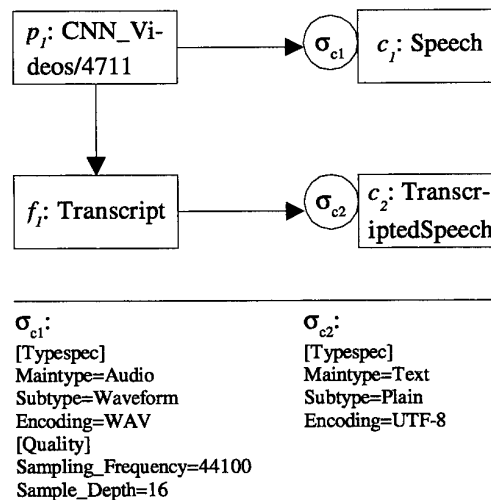 p₁: CNN_Vi-
deos/4711
σc1
c₁: Speech
f₁: Transcript
σc2
c₂: Transcr-
iptedSpeech
σc1:
[Typespec]
Maintype=Audio
Subtype=Waveform
Encoding=WAV
[Quality]
Sampling_Frequency=44100
Sample_Depth=16
σc2:
[Typespec]
Maintype=Text
Subtype=Plain
Encoding=UTF-8